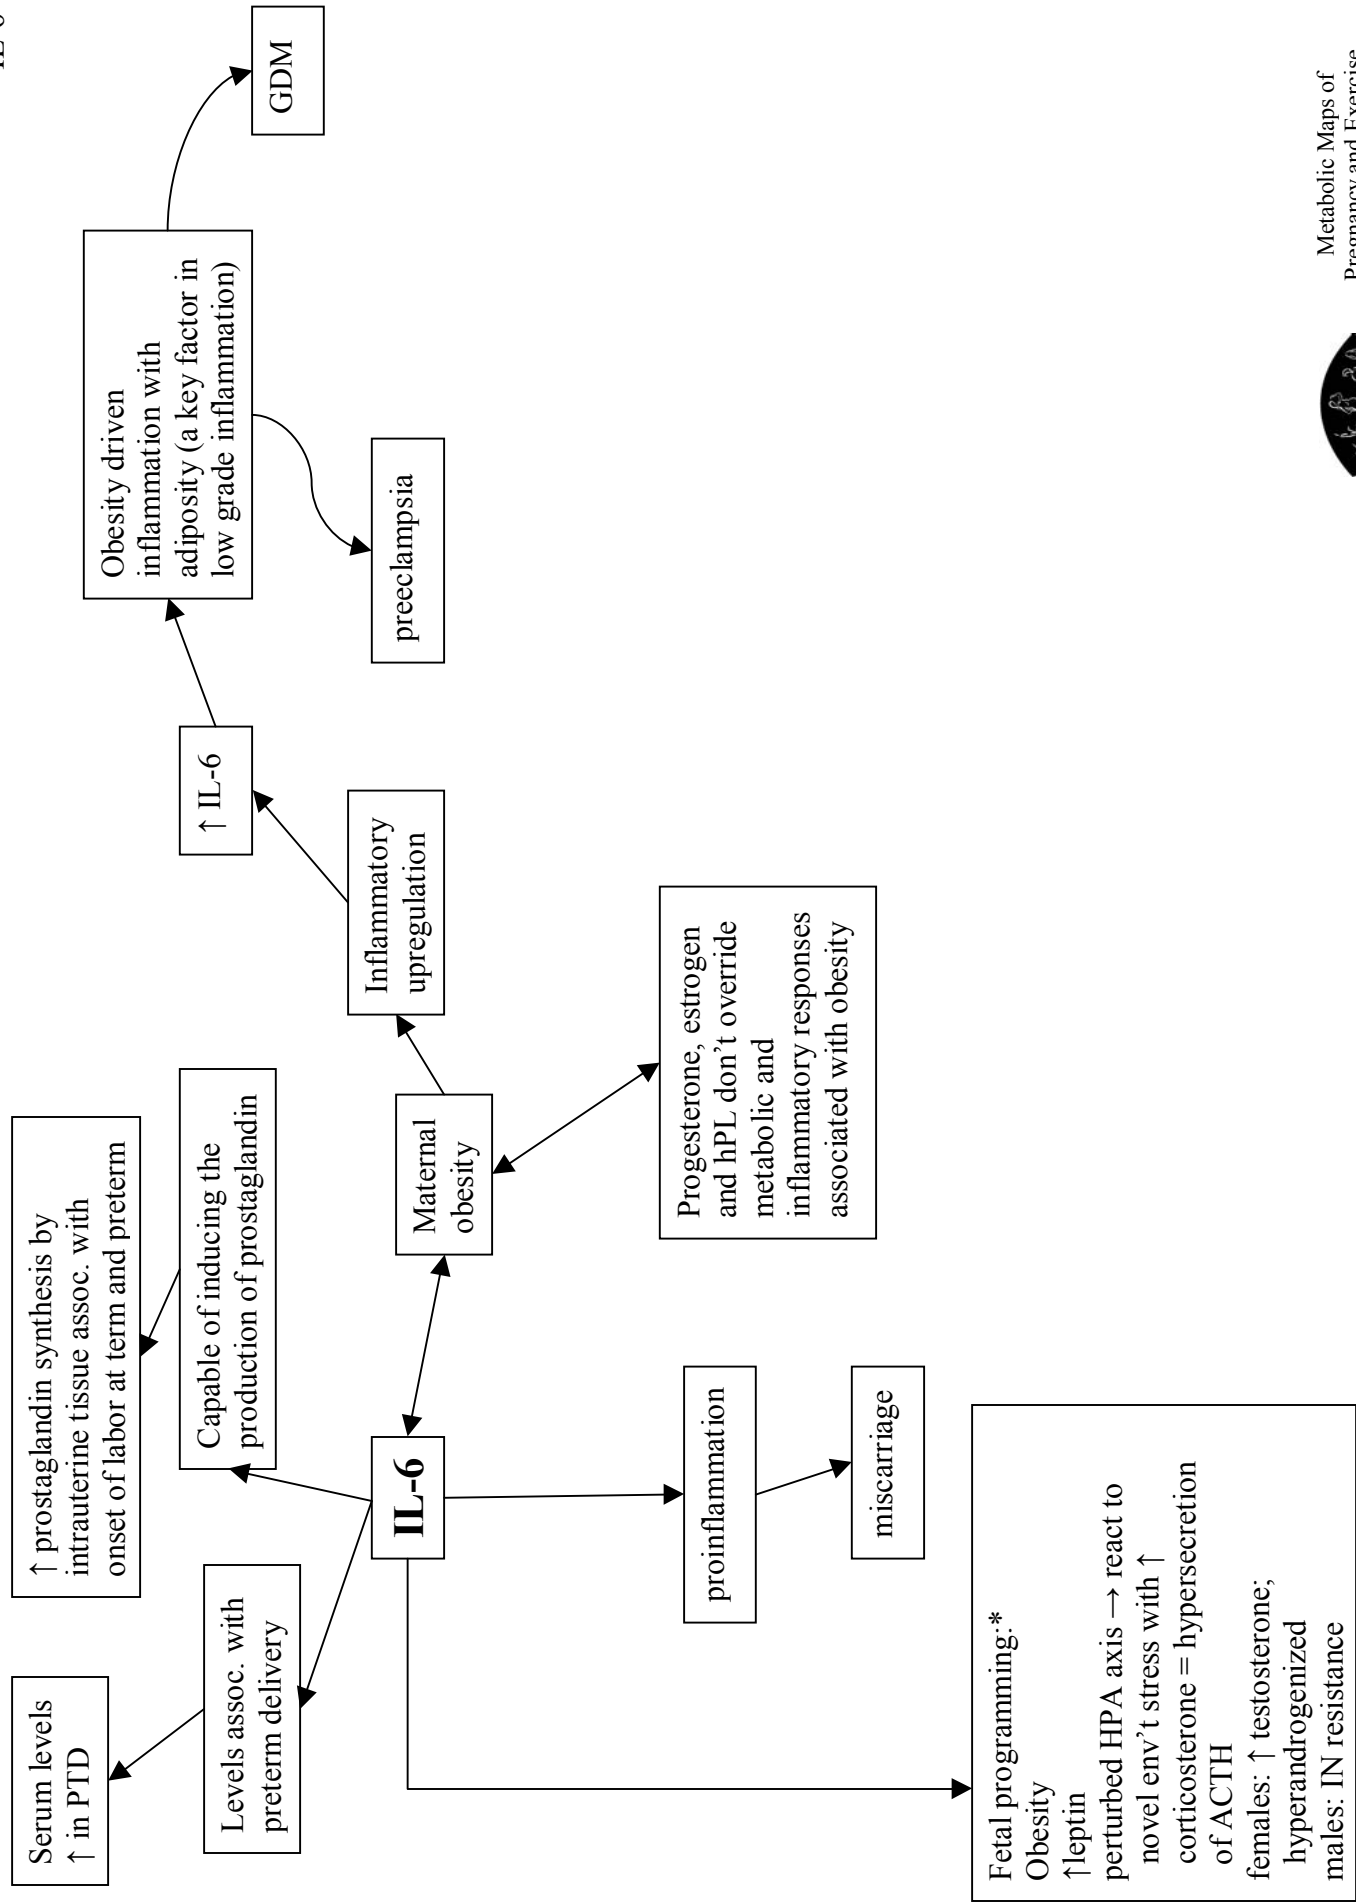 IL-6
Serum levels
↑ in PTD
Levels assoc. with
preterm delivery
↑ prostaglandin synthesis by
intrauterine tissue assoc. with
onset of labor at term and preterm
Capable of inducing the
production of prostaglandin
IL-6
proinflammation
miscarriage
Fetal programming:*
Obesity
↑leptin
perturbed HPA axis → react to
novel env’t stress with ↑
corticosterone = hypersecretion
of ACTH
females: ↑ testosterone;
hyperandrogenized
males: IN resistance
Maternal
obesity
Progesterone, estrogen
and hPL don’t override
metabolic and
inflammatory responses
associated with obesity
Inflammatory
upregulation
↑ IL-6
Obesity driven
inflammation with
adiposity (a key factor in
low grade inflammation)
preeclampsia
GDM
Metabolic Maps of
Pregnancy and Exercise